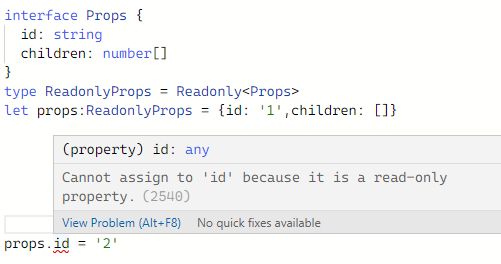 interface Props {
  id: string
  children: number[]
}
type ReadonlyProps = Readonly<Props>
let props:ReadonlyProps = {id: '1',children: []}
(property) id: any
Cannot assign to 'id' because it is a read-only
property. (2540)
View Problem (Alt+F8) No quick fixes available
props.id = '2'